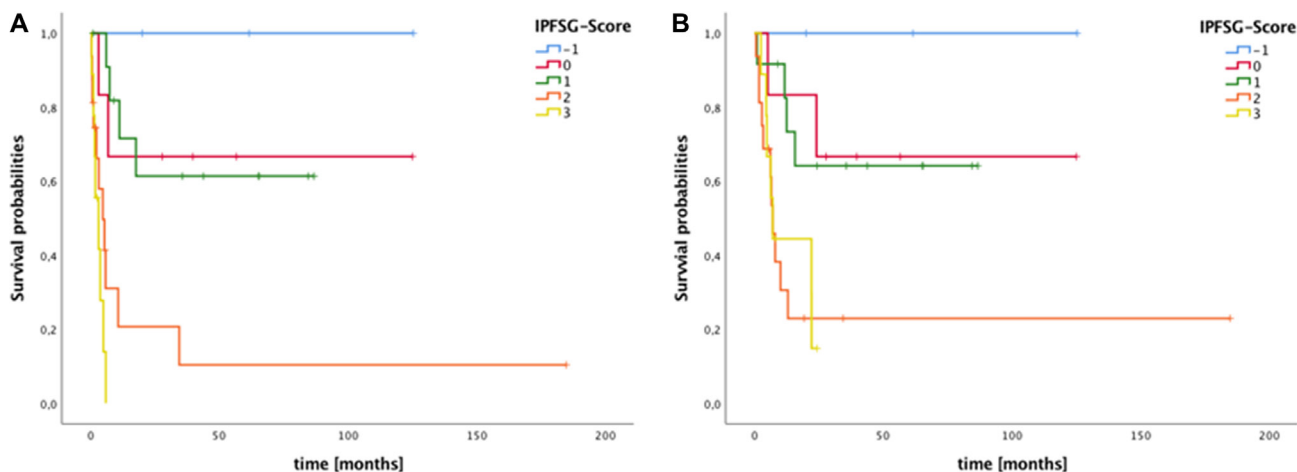 A
IPFSG-Score
-1
0
1
2
3
Survival probabilities
1,0
0,8
0,6
0,4
0,2
0,0
0 50 100 150 200
time [months]
B
IPFSG-Score
-1
0
1
2
3
Survial probabilities
1,0
0,8
0,6
0,4
0,2
0,0
0 50 100 150 200
time [months]